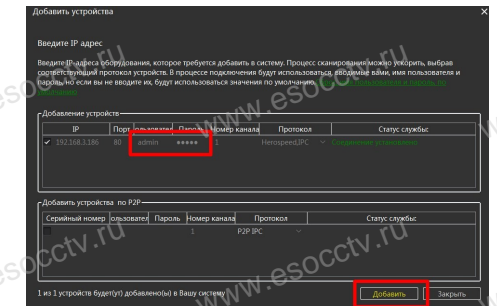 Добавить устройства
Введите IP адрес
Введите IP-адреса оборудования, которое требуется добавить в систему. Процесс сканирования можно ускорить, выбрав
соответствующий протокол устройств. В процессе подключения будут использоваться, вводимые вами, имя пользователя и
пароль, но если вы не вводите их, будут использоваться значения по умолчанию.
Добавление устройств
IP Порт ользовател Пароль Номер канала Протокол Статус службы:
192.168.3.186 80 admin ***** 1 Herospeed,IPC Соединение установлено
Добавить устройства по P2P
Серийный номер ользовател Пароль Номер канала Протокол Статус службы:
1 P2P IPC
1 из 1 устройств будет(ут) добавлено(ы) в Вашу систему
Добавить Закрыть
www.esocctv.ru